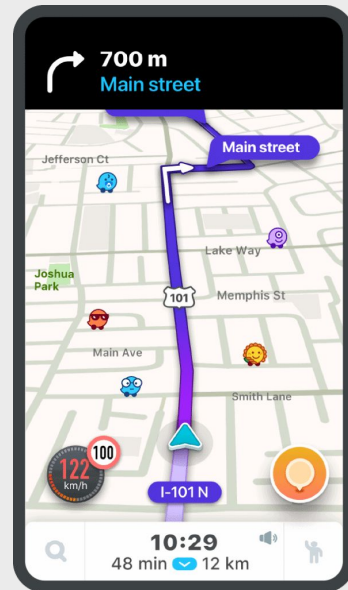 700 m
Main street
Main street
Jefferson Ct
Lake Way
Joshua
Park
101
Memphis St
Main Ave
Smith Lane
100
122
km/h
I-101 N
10:29
48 min 12 km